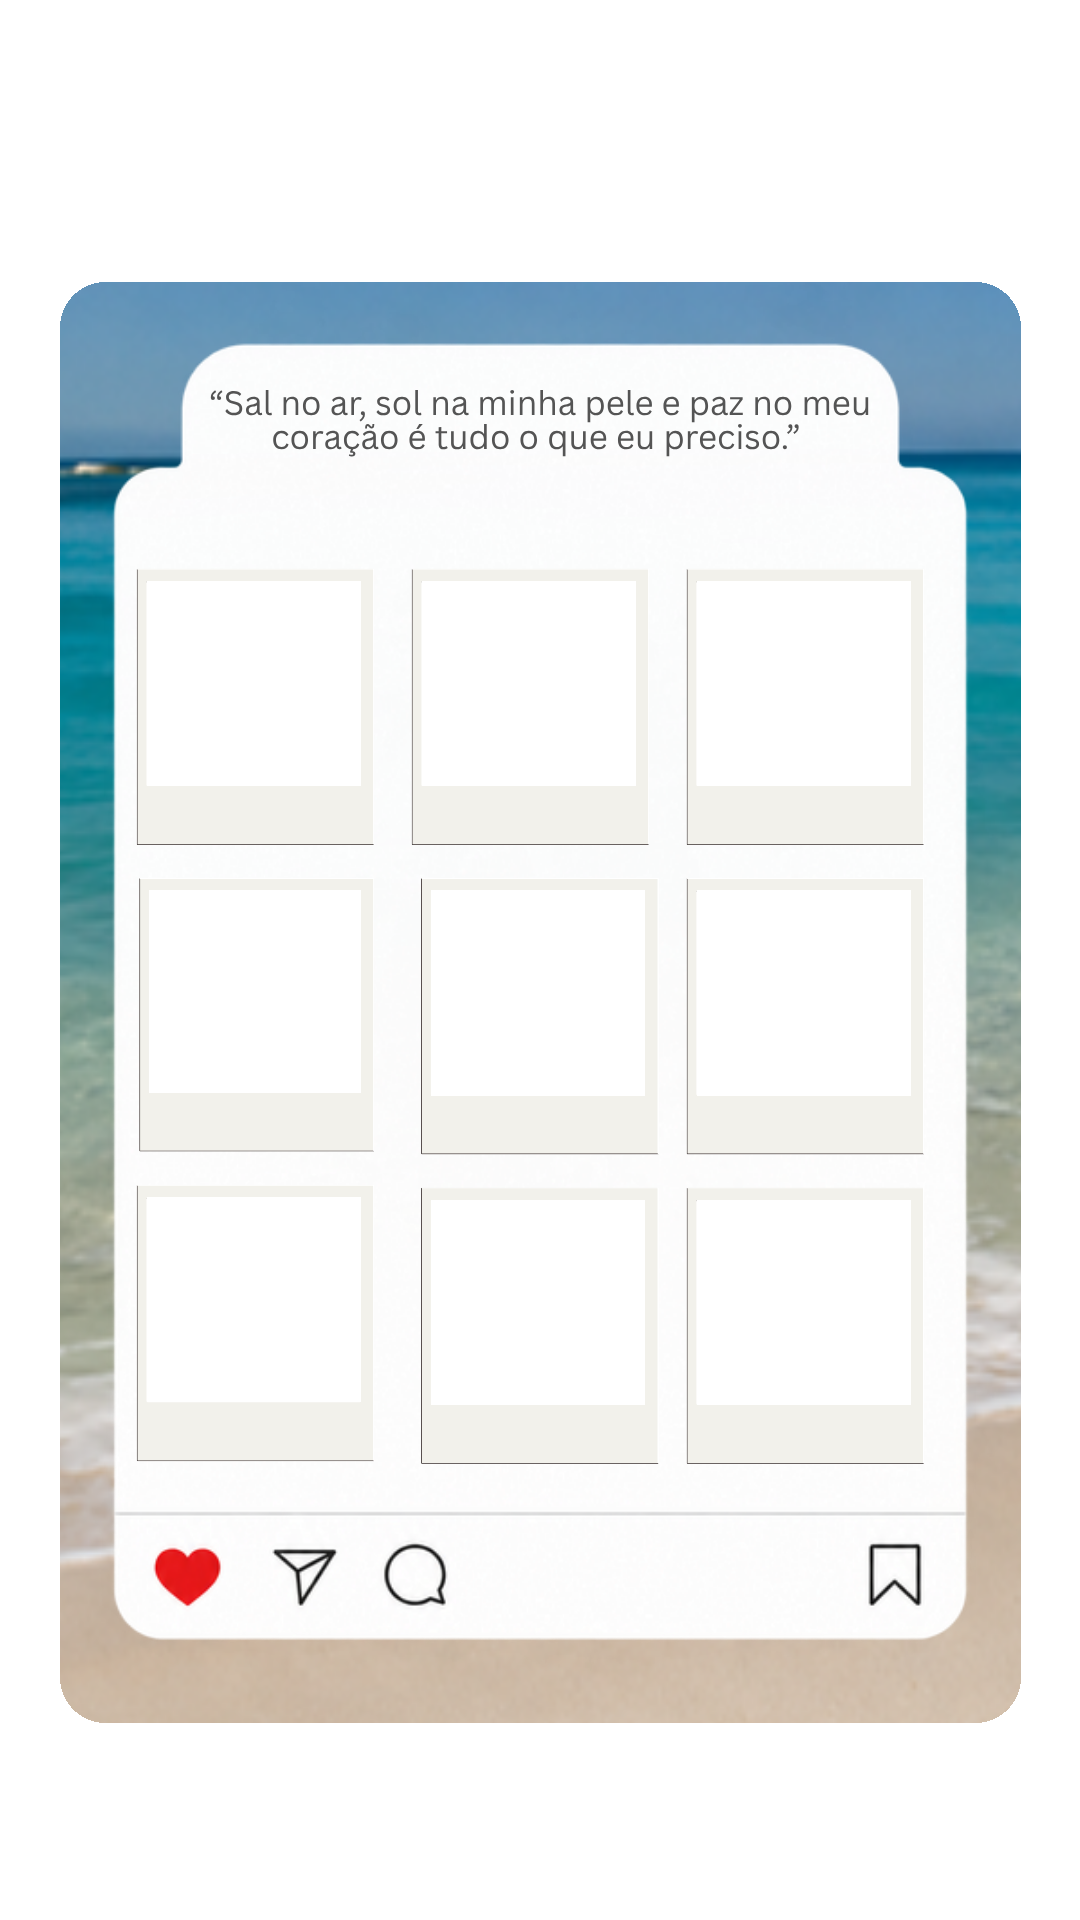 “Sal no ar, sol na minha pele e paz no meu
coração é tudo o que eu preciso.”